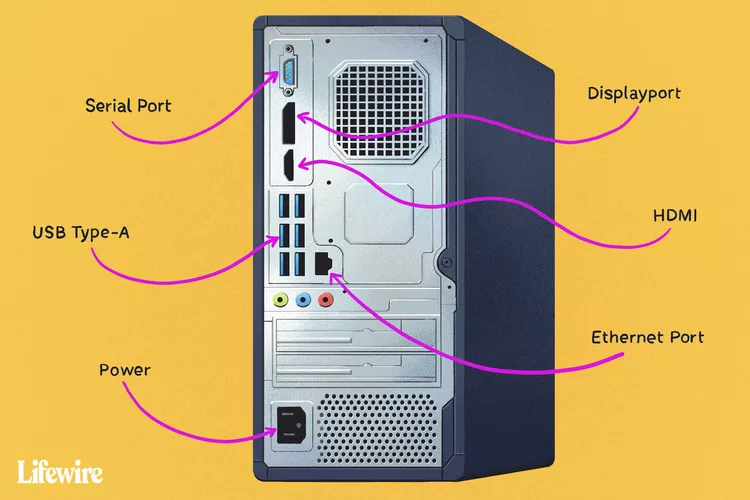 Serial Port
Displayport
HDMI
USB Type-A
Ethernet Port
Power
Lifewire